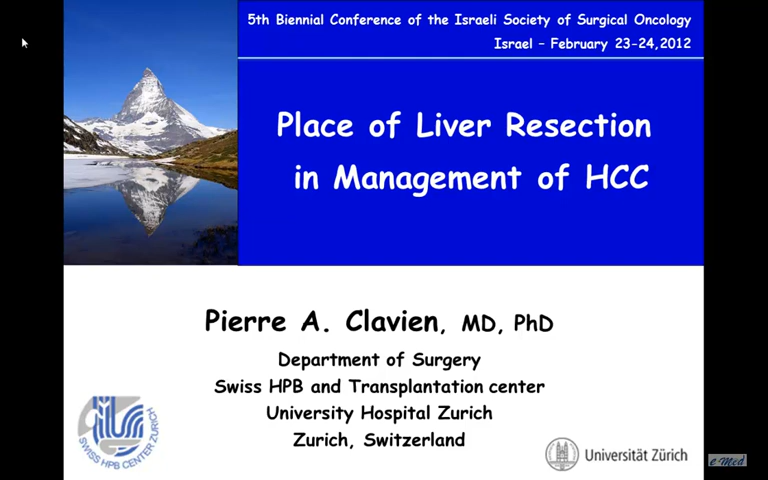 5th Biennial Conference of the Israeli Society of Surgical Oncology
Israel – February 23-24,2012
Place of Liver Resection
in Management of HCC
Pierre A. Clavien, MD, PhD
Department of Surgery
Swiss HPB and Transplantation center
University Hospital Zurich
Zurich, Switzerland
SWISS HPB CENTER ZURICH
Universität Zürich
e-Med